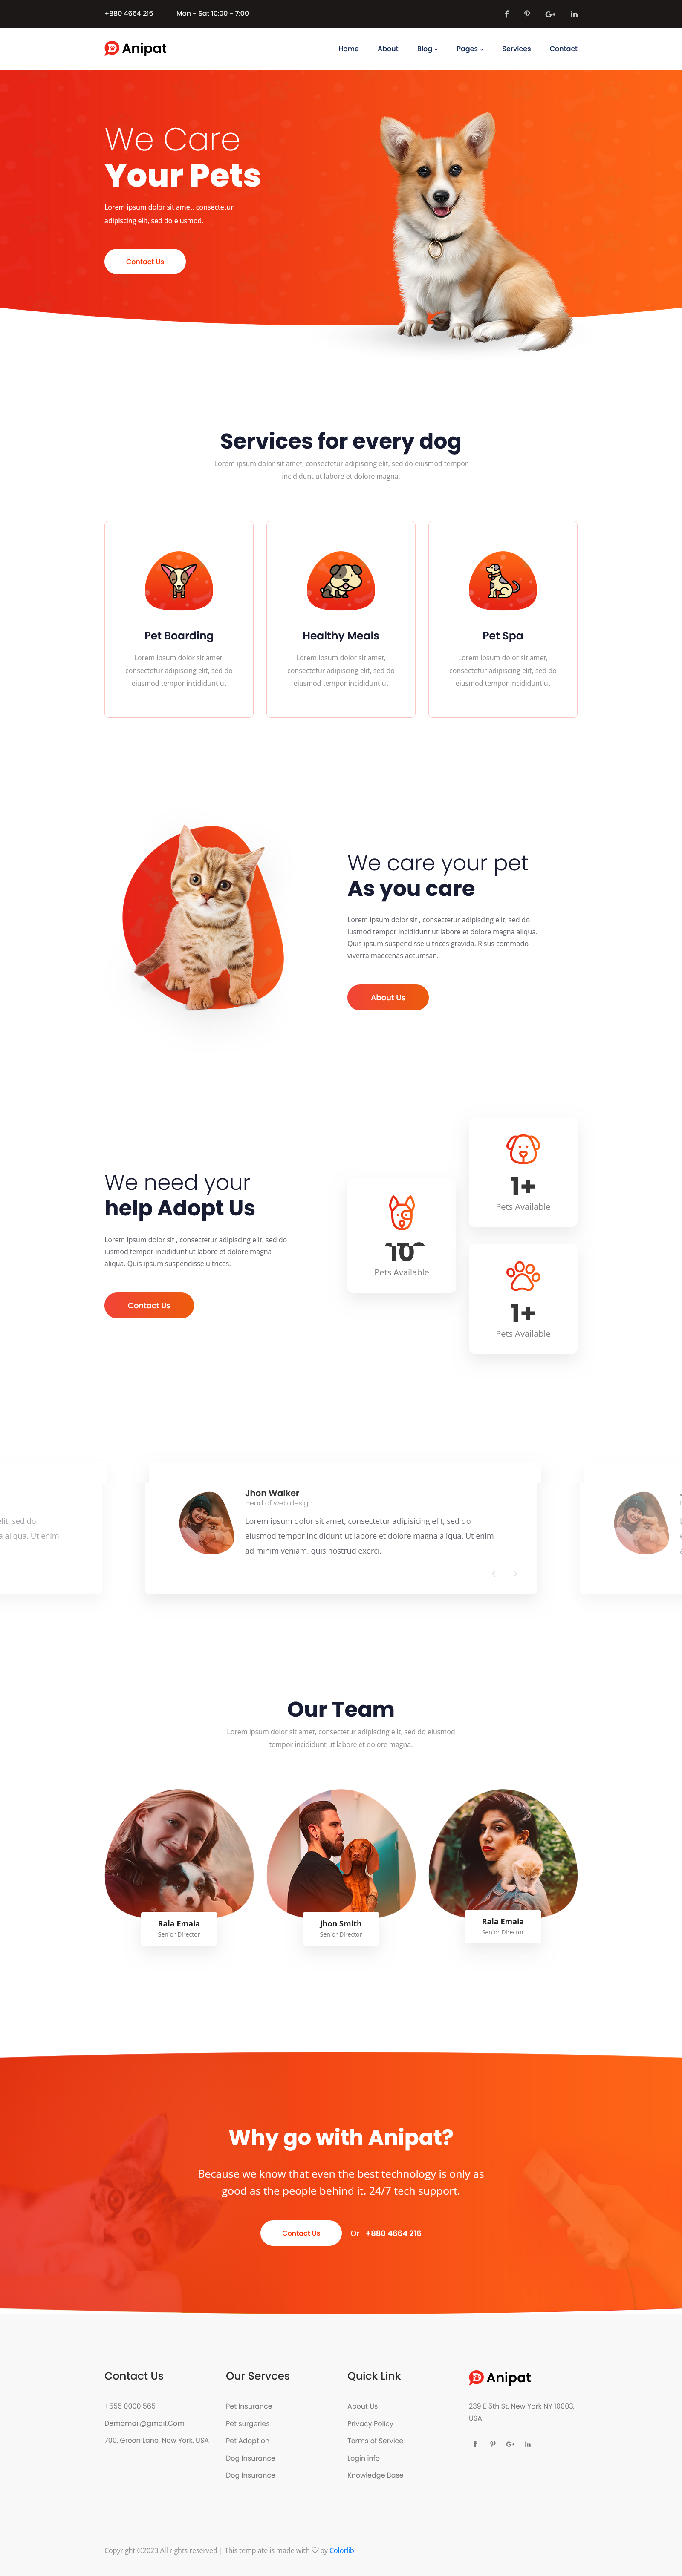 +880 4664 216 Mon - Sat 10:00 - 7:00
Anipat
Home About Blog Pages Services Contact
We Care
Your Pets
Lorem ipsum dolor sit amet, consectetur
adipiscing elit, sed do eiusmod.
Contact Us
Services for every dog
Lorem ipsum dolor sit amet, consectetur adipiscing elit, sed do eiusmod tempor
incididunt ut labore et dolore magna.
Pet Boarding
Lorem ipsum dolor sit amet,
consectetur adipiscing elit, sed do
eiusmod tempor incididunt ut
Healthy Meals
Lorem ipsum dolor sit amet,
consectetur adipiscing elit, sed do
eiusmod tempor incididunt ut
Pet Spa
Lorem ipsum dolor sit amet,
consectetur adipiscing elit, sed do
eiusmod tempor incididunt ut
We care your pet
As you care
Lorem ipsum dolor sit , consectetur adipiscing elit, sed do
iusmod tempor incididunt ut labore et dolore magna aliqua.
Quis ipsum suspendisse ultrices gravida. Risus commodo
viverra maecenas accumsan.
About Us
We need your
help Adopt Us
Lorem ipsum dolor sit , consectetur adipiscing elit, sed do
iusmod tempor incididunt ut labore et dolore magna
aliqua. Quis ipsum suspendisse ultrices.
Contact Us
10
Pets Available
1+
Pets Available
1+
Pets Available
elit, sed do
aliqua. Ut enim
Jhon Walker
Head of web design
Lorem ipsum dolor sit amet, consectetur adipisicing elit, sed do
eiusmod tempor incididunt ut labore et dolore magna aliqua. Ut enim
ad minim veniam, quis nostrud exerci.
Our Team
Lorem ipsum dolor sit amet, consectetur adipiscing elit, sed do eiusmod
tempor incididunt ut labore et dolore magna.
Rala Emaia
Senior Director
jhon Smith
Senior Director
Rala Emaia
Senior Director
Why go with Anipat?
Because we know that even the best technology is only as
good as the people behind it. 24/7 tech support.
Contact Us Or +880 4664 216
Contact Us
+555 0000 565
Demomail@gmail.Com
700, Green Lane, New York, USA
Our Servces
Pet Insurance
Pet surgeries
Pet Adoption
Dog Insurance
Dog Insurance
Quick Link
About Us
Privacy Policy
Terms of Service
Login info
Knowledge Base
Anipat
239 E 5th St, New York NY 10003,
USA
Copyright ©2023 All rights reserved | This template is made with by Colorlib